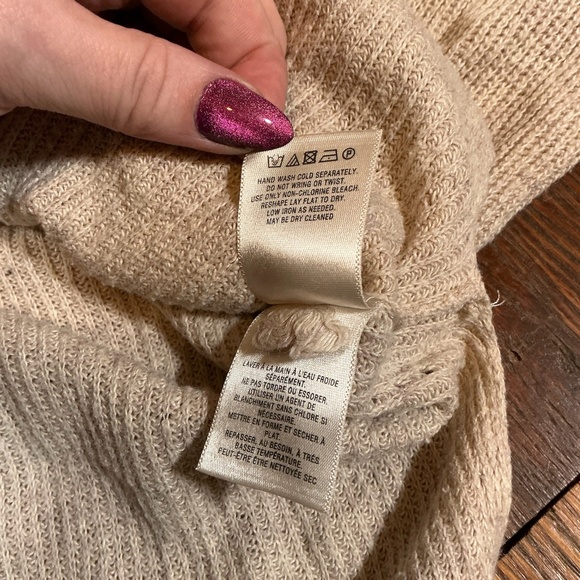 HAND WASH COLD SEPARATELY.
DO NOT WRING OR TWIST.
USE ONLY NON-CHLORINE BLEACH.
RESHAPE LAY FLAT TO DRY.
LOW IRON AS NEEDED.
MAY BE DRY CLEANED
LAVER À LA MAIN À L'EAU FROIDE
SÉPARÉMENT.
NE PAS TORDRE OU ESSORER.
UTILISER UN AGENT DE
BLANCHIMENT SANS CHLORE SI
NÉCESSAIRE.
METTRE EN FORME ET SÉCHER À
PLAT.
REPASSER, AU BESOIN, À TRÈS
BASSE TEMPÉRATURE.
PEUT-ÊTRE NETTOYÉE SEC